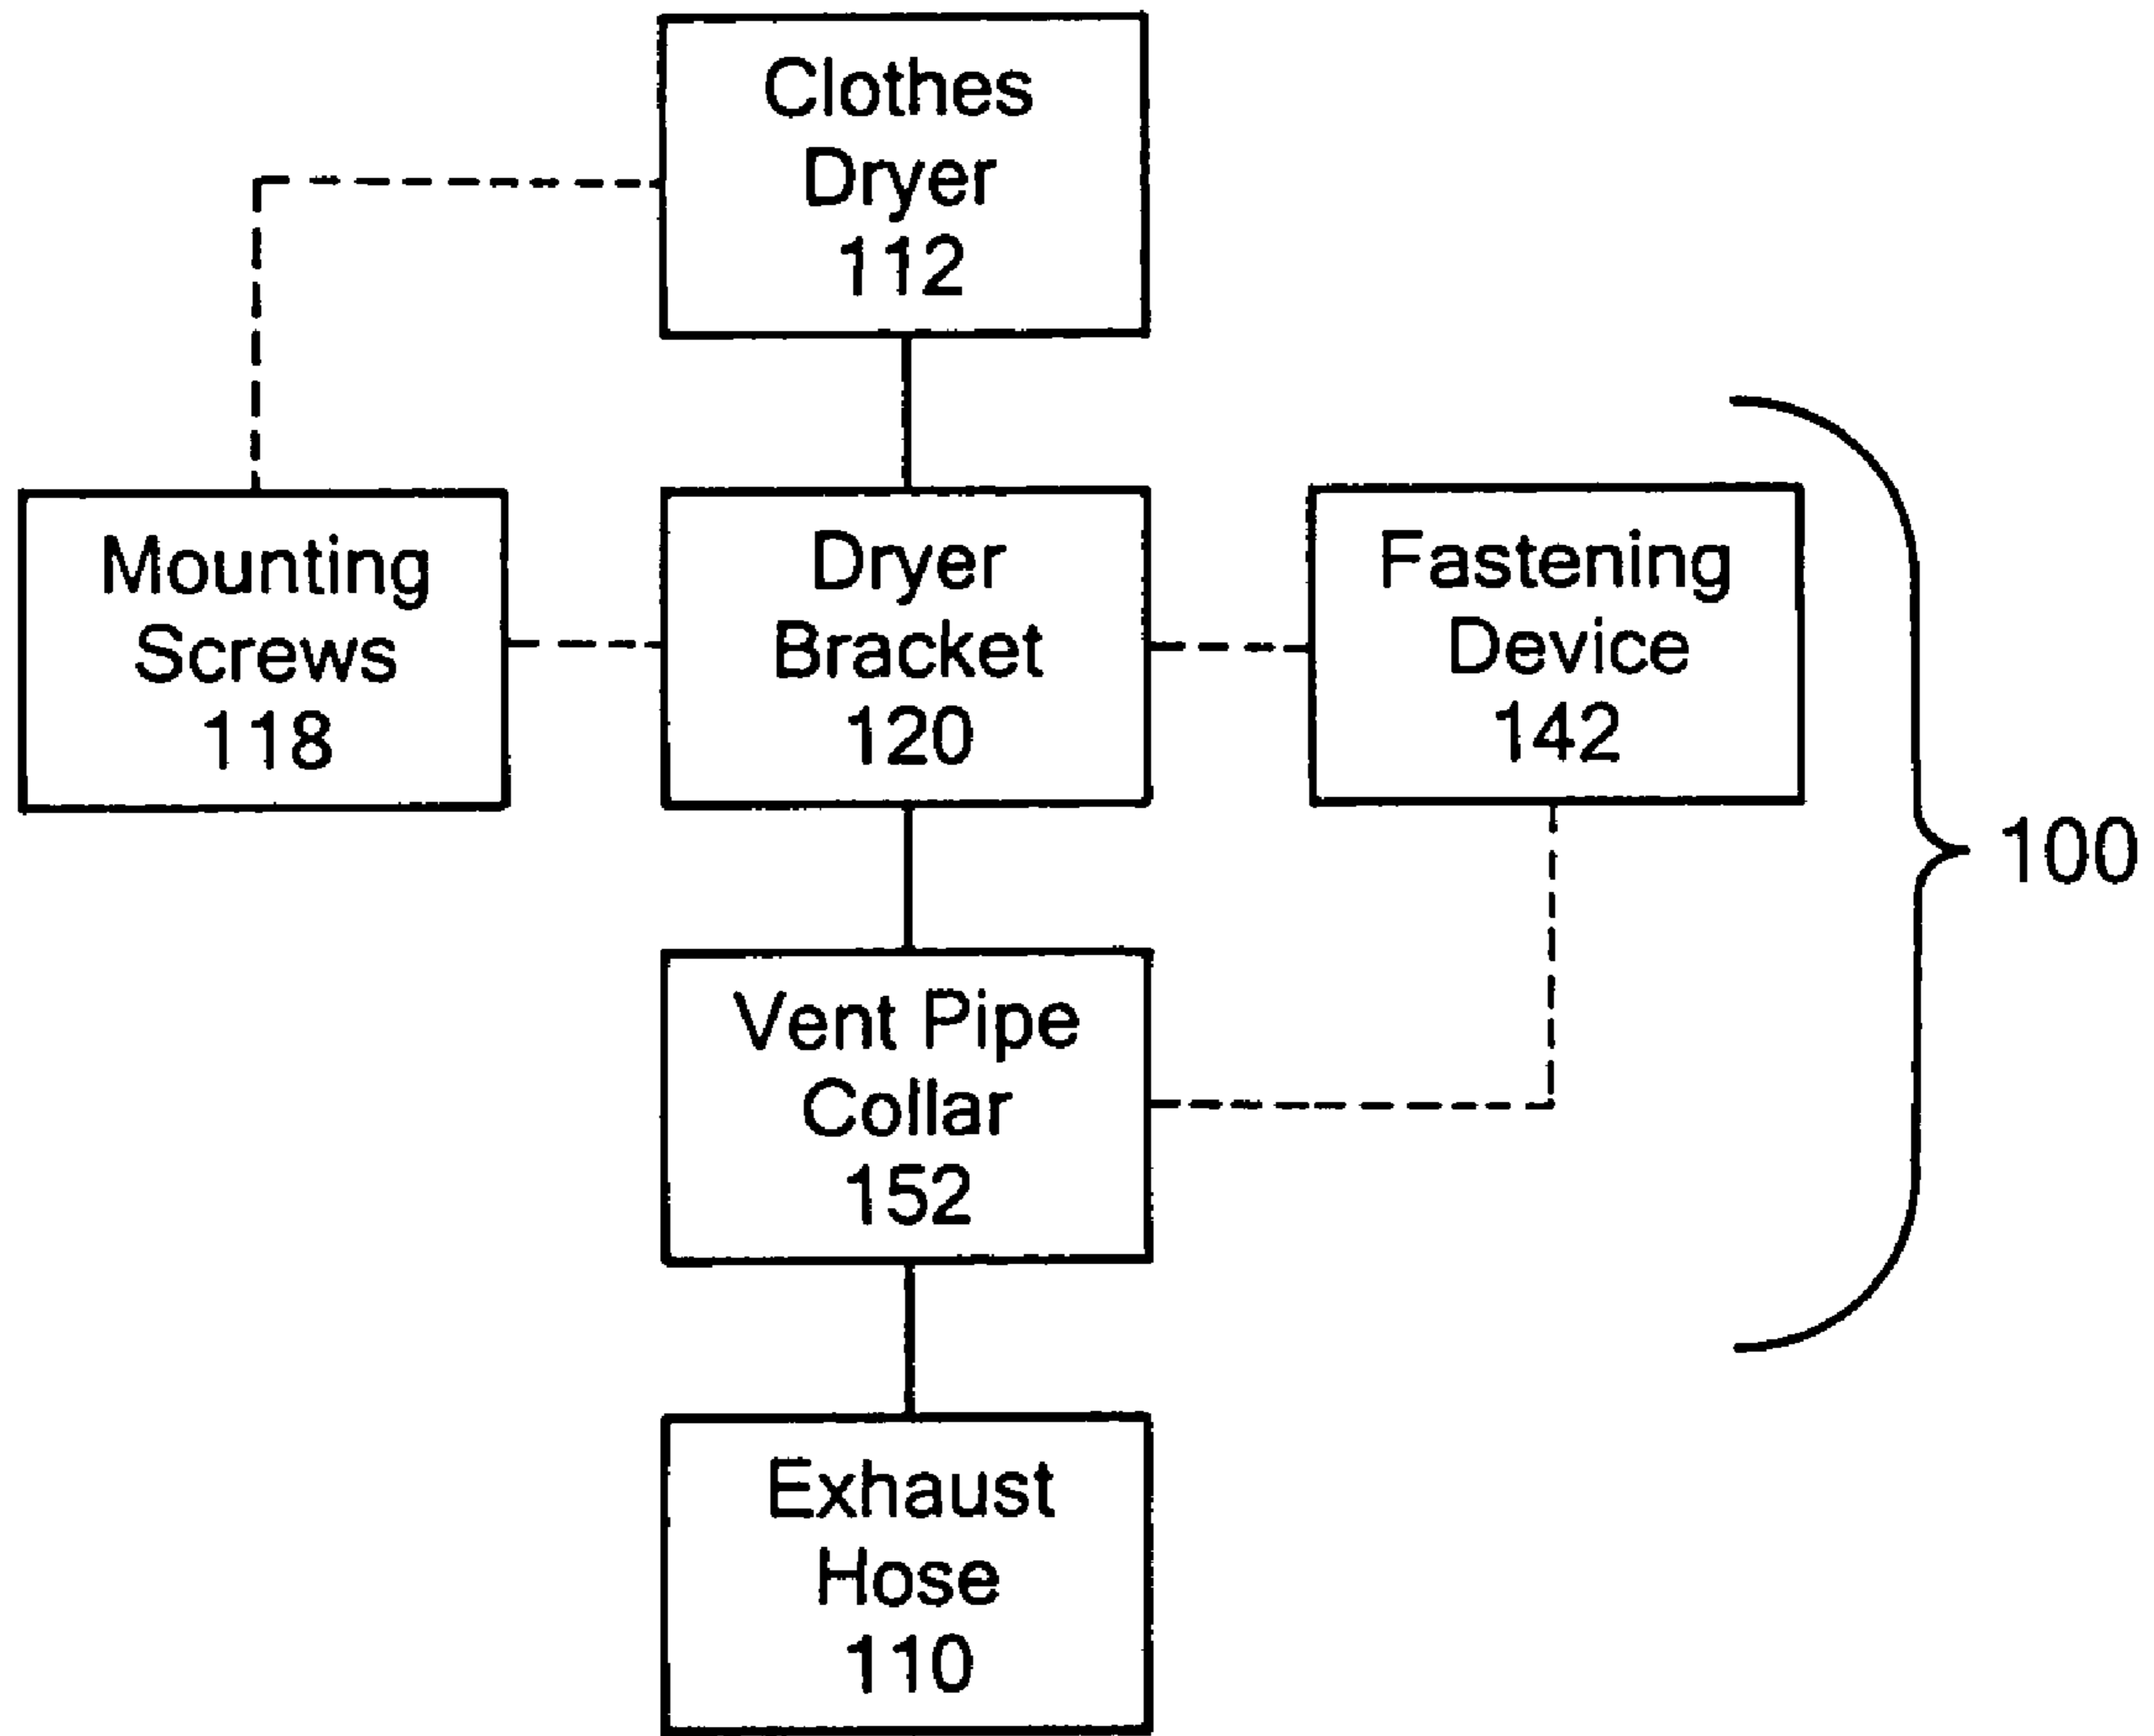 Clothes
Dryer
112
Mounting
Screws
118
Dryer
Bracket
120
Fastening
Device
142
100
Vent Pipe
Collar
152
Exhaust
Hose
110